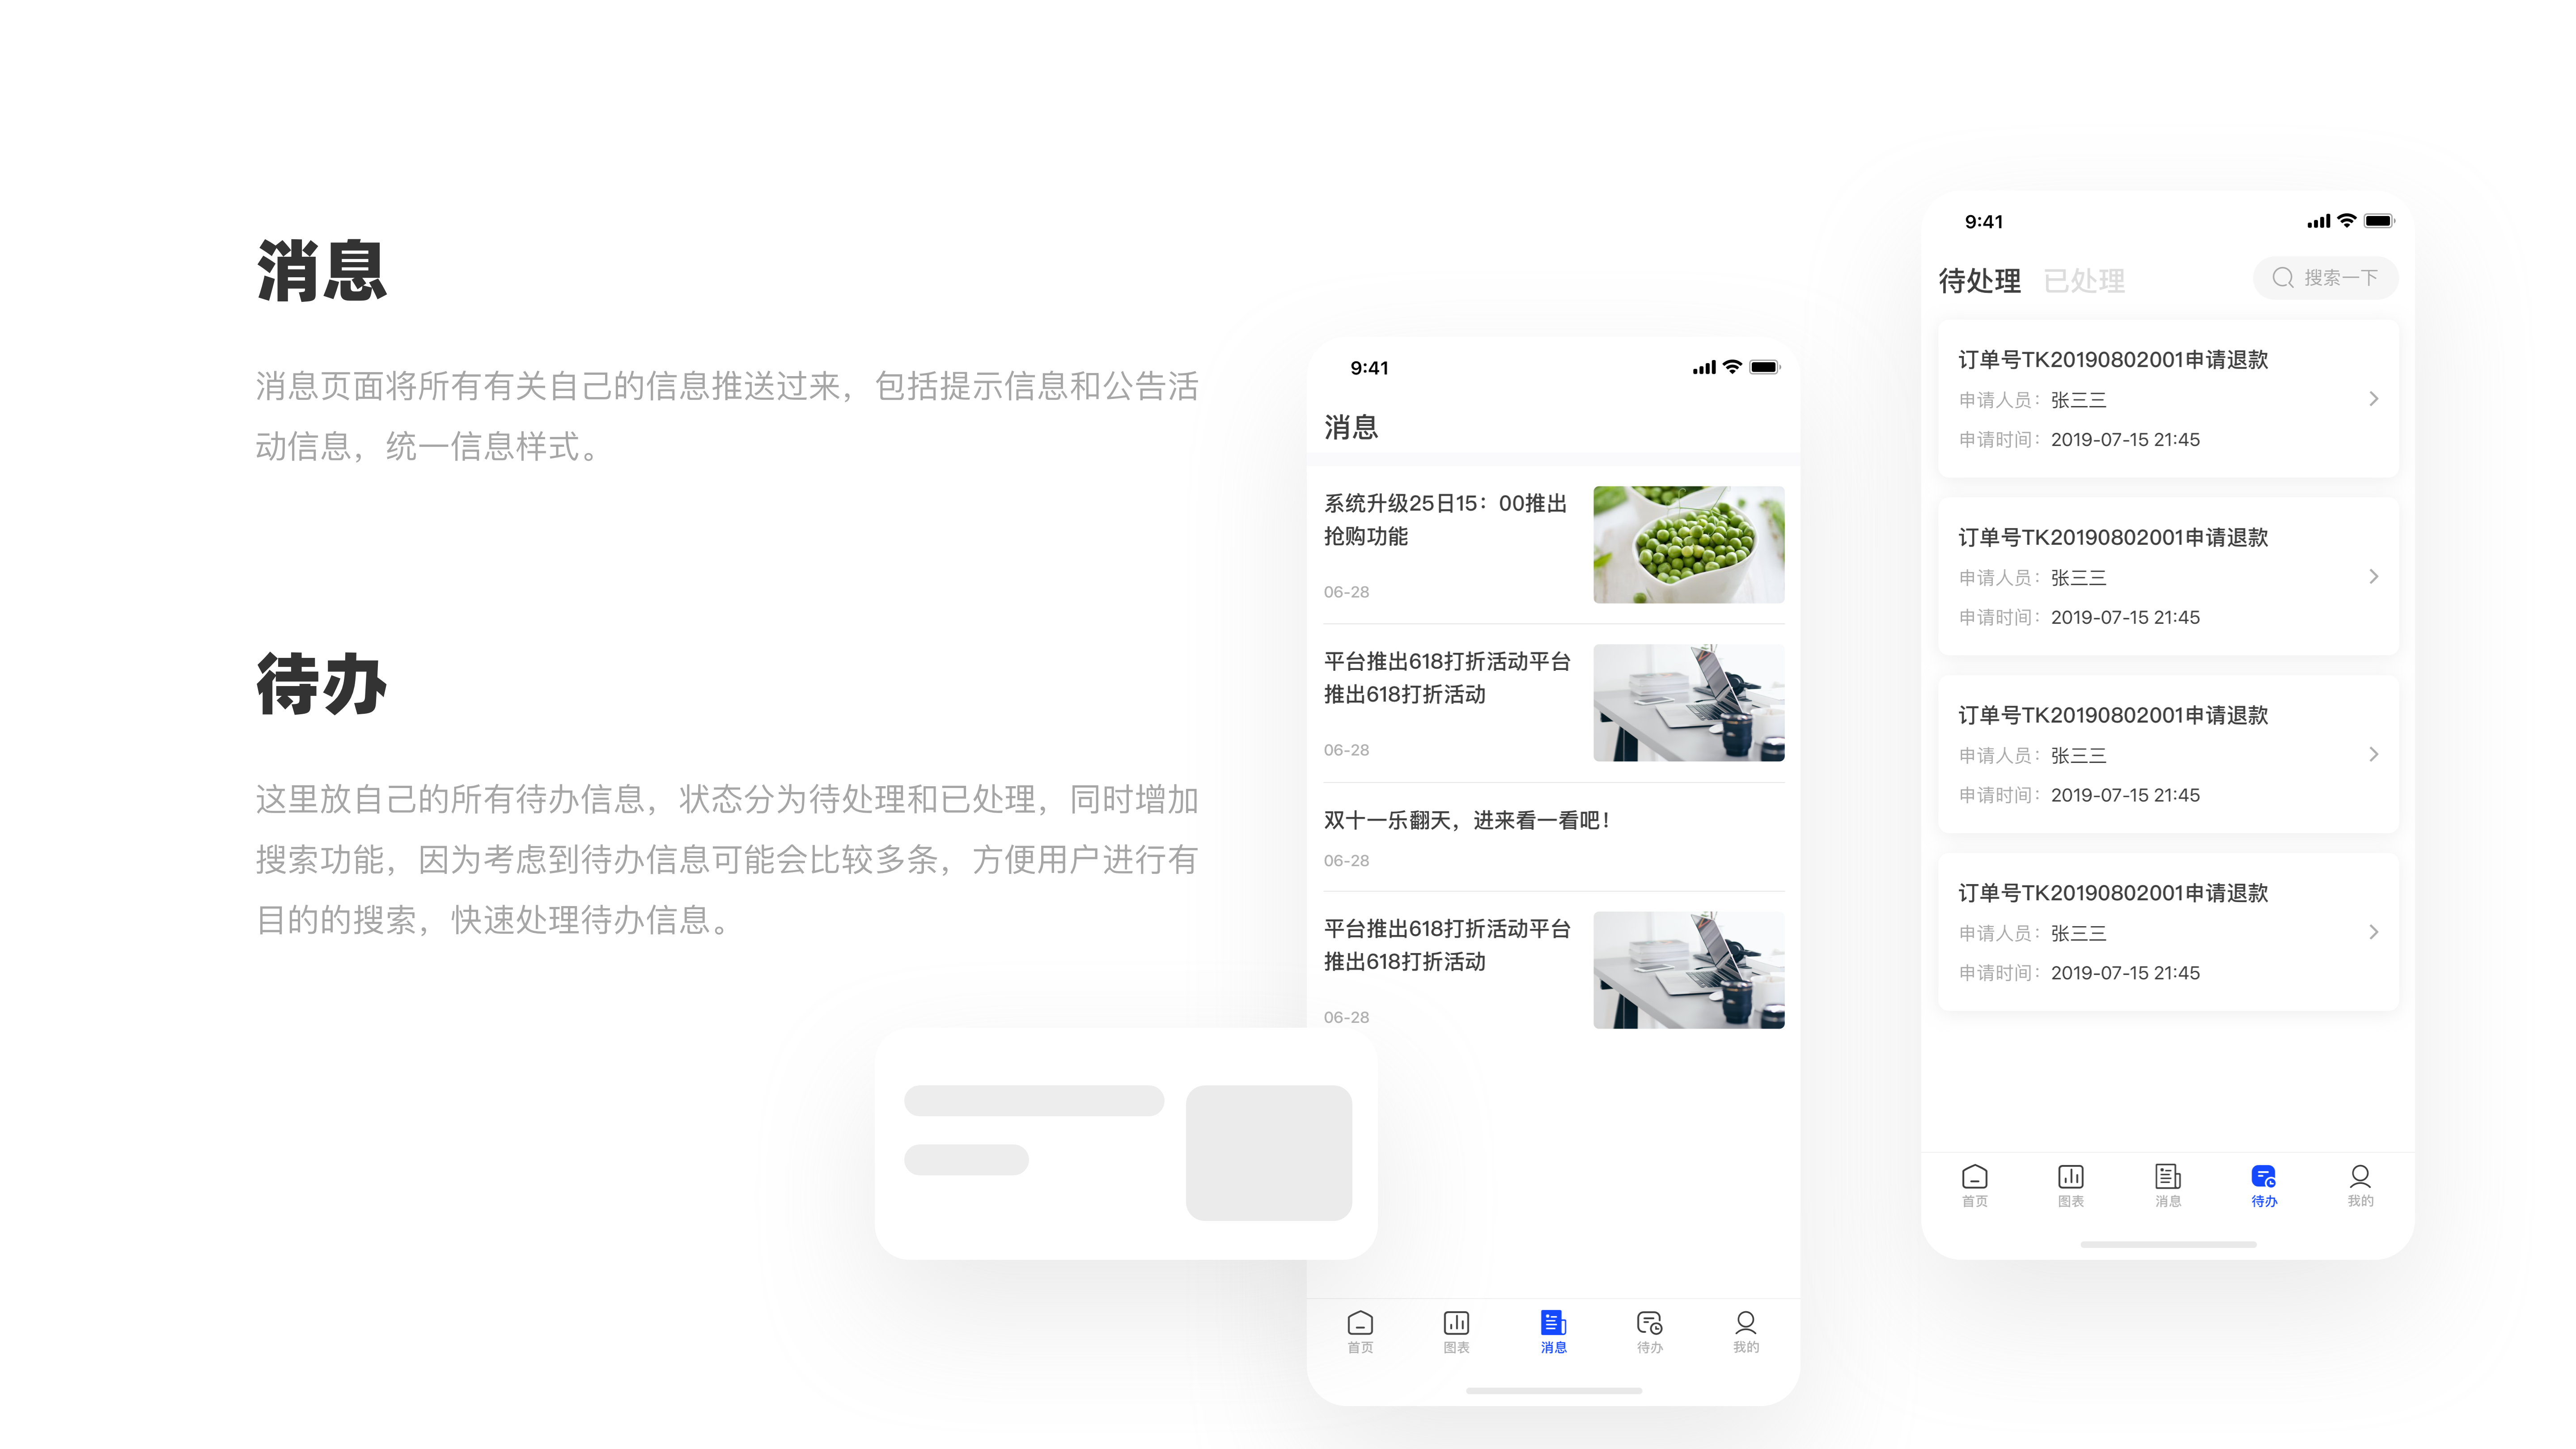 消息
消息页面将所有有关自己的信息推送过来，包括提示信息和公告活
动信息，统一信息样式。
待办
这里放自己的所有待办信息，状态分为待处理和已处理，同时增加
搜索功能，因为考虑到待办信息可能会比较多条，方便用户进行有
目的的搜索，快速处理待办信息。
9:41
消息
系统升级25日15：00推出
抢购功能
06-28
平台推出618打折活动平台
推出618打折活动
06-28
双十一乐翻天，进来看一看吧！
06-28
平台推出618打折活动平台
推出618打折活动
06-28
首页 图表 消息 待办 我的
9:41
待处理 已处理 搜索一下
订单号TK20190802001申请退款
申请人员：张三三
申请时间：2019-07-15 21:45
订单号TK20190802001申请退款
申请人员：张三三
申请时间：2019-07-15 21:45
订单号TK20190802001申请退款
申请人员：张三三
申请时间：2019-07-15 21:45
订单号TK20190802001申请退款
申请人员：张三三
申请时间：2019-07-15 21:45
首页 图表 消息 待办 我的